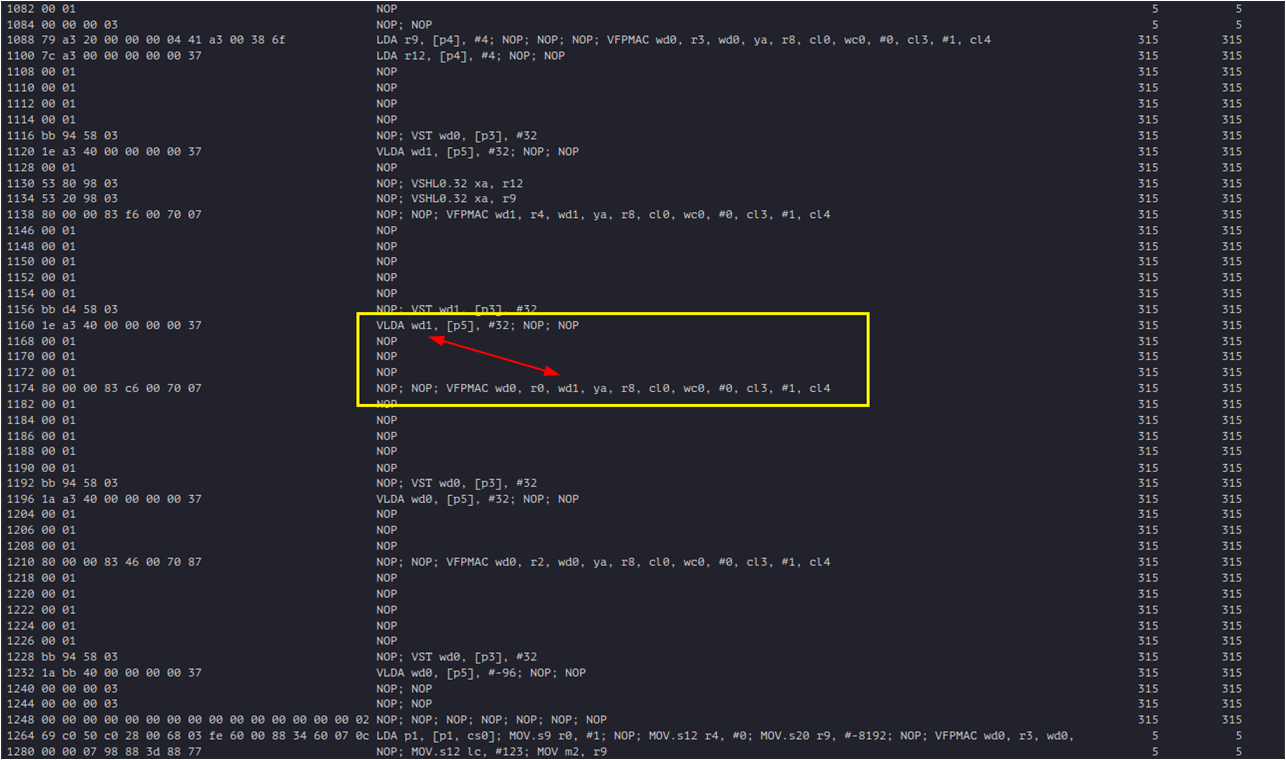 1082 00 01 NOP 5 5
1084 00 00 00 03 NOP; NOP 5 5
1088 79 a3 20 00 00 00 04 41 a3 00 38 6f LDA r9, [p4], #4; NOP; NOP; NOP; VFPMAC wd0, r3, wd0, ya, r8, cl0, wc0, #0, cl3, #1, cl4 315 315
1100 7c a3 00 00 00 00 00 37 LDA r12, [p4], #4; NOP; NOP 315 315
1108 00 01 NOP 315 315
1110 00 01 NOP 315 315
1112 00 01 NOP 315 315
1114 00 01 NOP 315 315
1116 bb 94 58 03 NOP; VST wd0, [p3], #32 315 315
1120 1e a3 40 00 00 00 00 37 VLDA wd1, [p5], #32; NOP; NOP 315 315
1128 00 01 NOP 315 315
1130 53 80 98 03 NOP; VSHL0.32 xa, r12 315 315
1134 53 20 98 03 NOP; VSHL0.32 xa, r9 315 315
1138 80 00 00 83 f6 00 70 07 NOP; NOP; VFPMAC wd1, r4, wd1, ya, r8, cl0, wc0, #0, cl3, #1, cl4 315 315
1146 00 01 NOP 315 315
1148 00 01 NOP 315 315
1150 00 01 NOP 315 315
1152 00 01 NOP 315 315
1154 00 01 NOP 315 315
1156 bb d4 58 03 NOP; VST wd1, [p3], #32 315 315
1160 1e a3 40 00 00 00 00 37 VLDA wd1, [p5], #32; NOP; NOP 315 315
1168 00 01 NOP 315 315
1170 00 01 NOP 315 315
1172 00 01 NOP 315 315
1174 80 00 00 83 c6 00 70 07 NOP; NOP; VFPMAC wd0, r0, wd1, ya, r8, cl0, wc0, #0, cl3, #1, cl4 315 315
1182 00 01 NOP 315 315
1184 00 01 NOP 315 315
1186 00 01 NOP 315 315
1188 00 01 NOP 315 315
1190 00 01 NOP 315 315
1192 bb 94 58 03 NOP; VST wd0, [p3], #32 315 315
1196 1a a3 40 00 00 00 00 37 VLDA wd0, [p5], #32; NOP; NOP 315 315
1204 00 01 NOP 315 315
1206 00 01 NOP 315 315
1208 00 01 NOP 315 315
1210 80 00 00 83 46 00 70 87 NOP; NOP; VFPMAC wd0, r2, wd0, ya, r8, cl0, wc0, #0, cl3, #1, cl4 315 315
1218 00 01 NOP 315 315
1220 00 01 NOP 315 315
1222 00 01 NOP 315 315
1224 00 01 NOP 315 315
1226 00 01 NOP 315 315
1228 bb 94 58 03 NOP; VST wd0, [p3], #32 315 315
1232 1a bb 40 00 00 00 00 37 VLDA wd0, [p5], #-96; NOP; NOP 315 315
1240 00 00 00 03 NOP; NOP 315 315
1244 00 00 00 03 NOP; NOP 315 315
1248 00 00 00 00 00 00 00 00 00 00 00 00 00 00 00 02 NOP; NOP; NOP; NOP; NOP; NOP; NOP 315 315
1264 69 c0 50 c0 28 00 68 03 fe 60 00 88 34 60 07 0c LDA p1, [p1, cs0]; MOV.s9 r0, #1; NOP; MOV.s12 r4, #0; MOV.s20 r9, #-8192; NOP; VFPMAC wd0, r3, wd0, 5 5
1280 00 00 07 98 88 3d 88 77 NOP; MOV.s12 lc, #123; MOV m2, r9 5 5